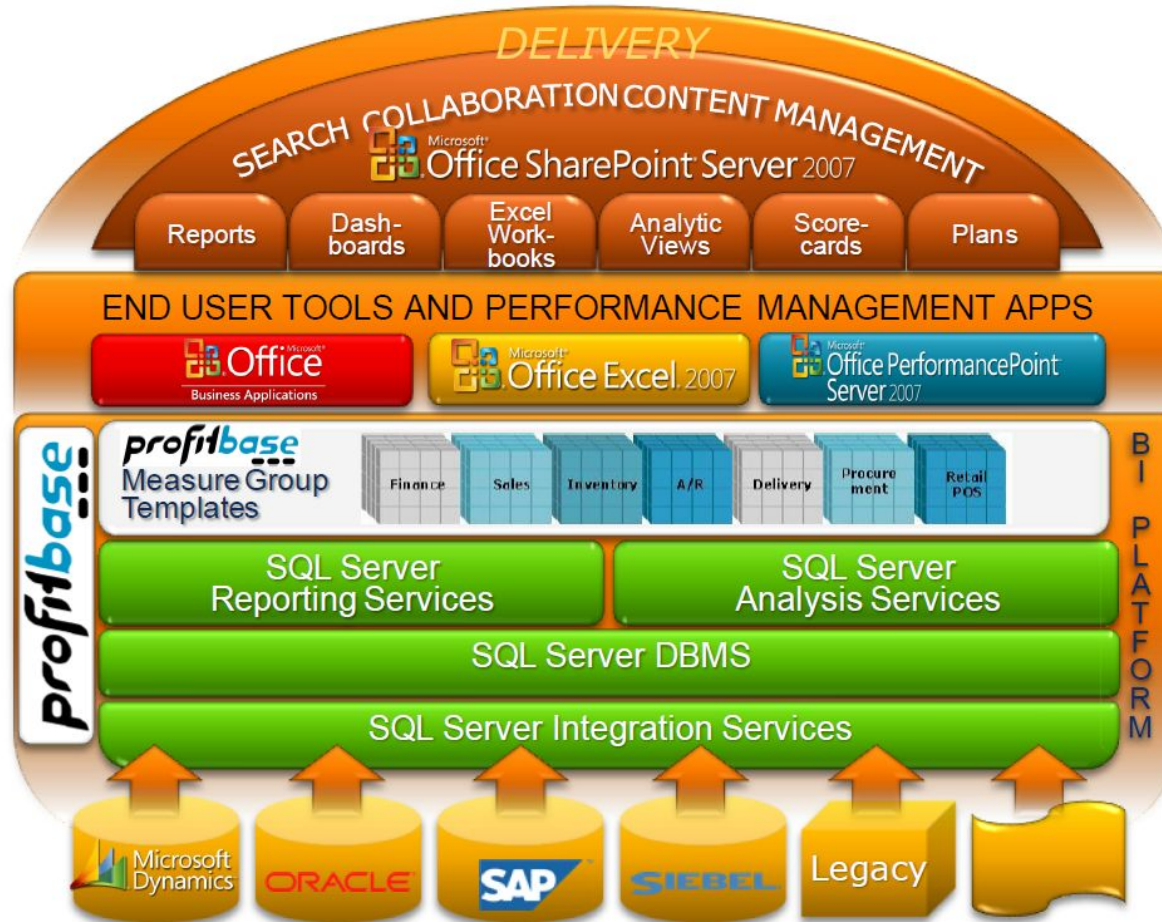 DELIVERY
SEARCH COLLABORATION CONTENT MANAGEMENT
Microsoft®
Office SharePoint® Server 2007
Reports
Dash-
boards
Excel
Work-
books
Analytic
Views
Score-
cards
Plans
END USER TOOLS AND PERFORMANCE MANAGEMENT APPS
Microsoft®
Office
Business Applications
Microsoft®
Office Excel® 2007
Microsoft®
Office PerformancePoint®
Server 2007
profitbase
profitbase
Measure Group
Templates
Finance
Sales
Inventory
A/R
Delivery
Procure
ment
Retail
POS
BI PLATFORM
SQL Server
Reporting Services
SQL Server
Analysis Services
SQL Server DBMS
SQL Server Integration Services
Microsoft
Dynamics™
ORACLE®
SAP™
SIEBEL
Legacy